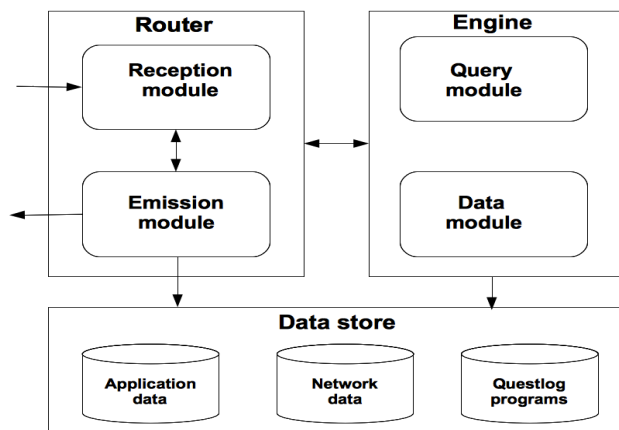 Router
Engine
Reception
module
Query
module
Emission
module
Data
module
Data store
Application
data
Network
data
Questlog
programs